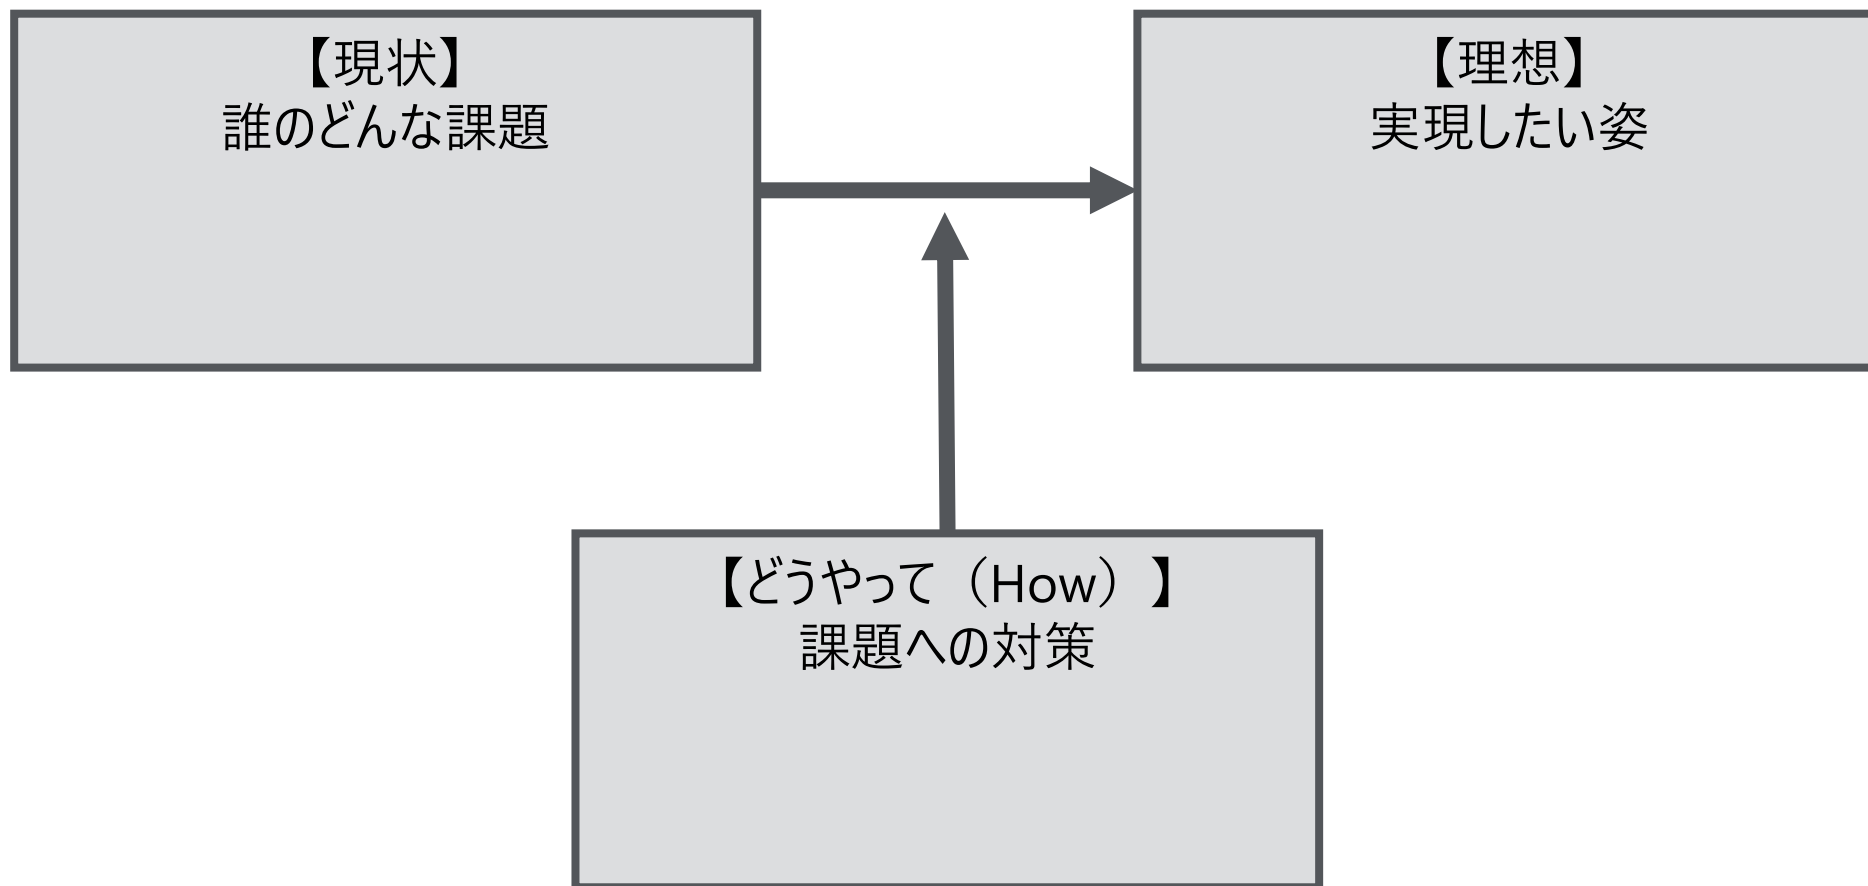 【現状】
誰のどんな課題
【理想】
実現したい姿
【どうやって（How）】
課題への対策